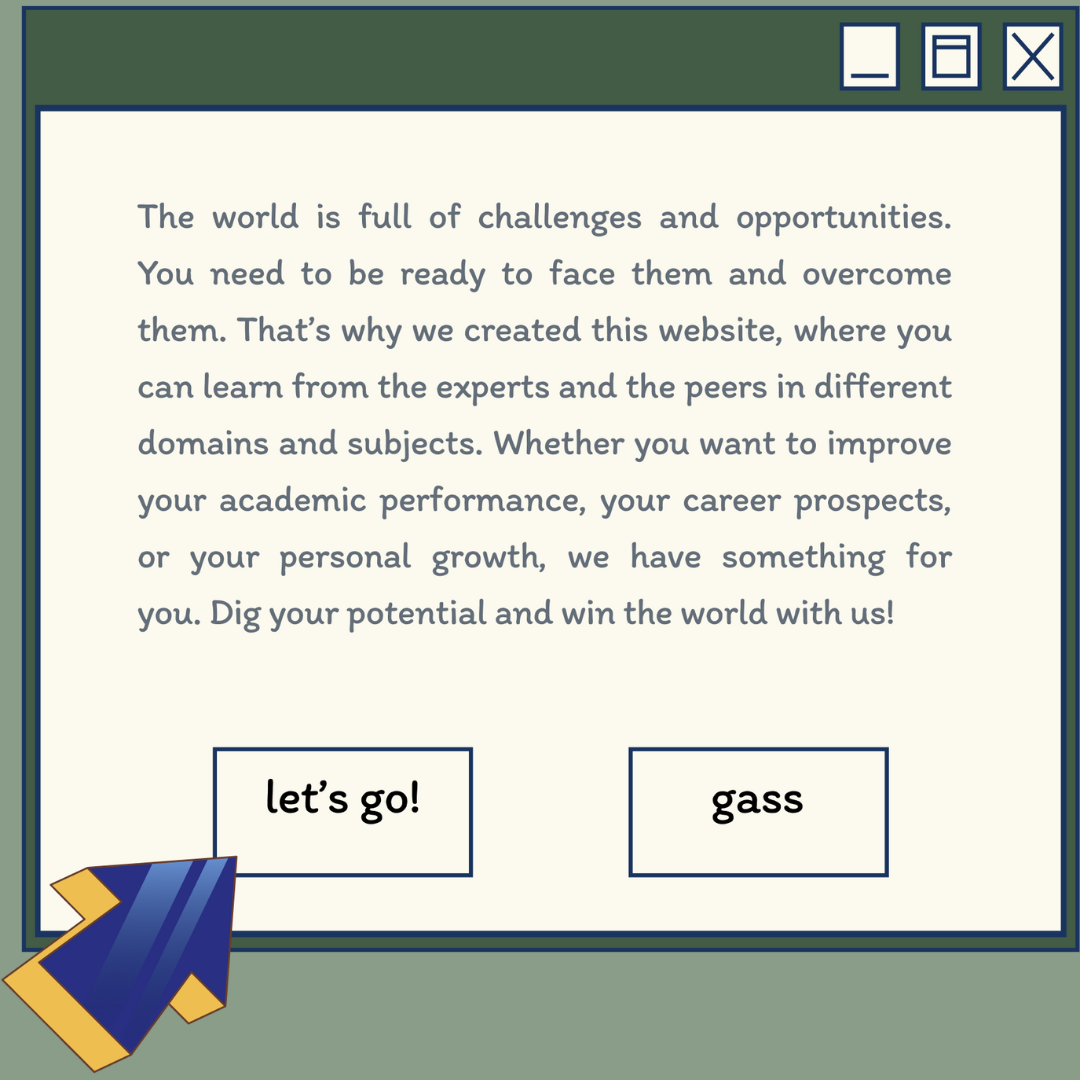 The world is full of challenges and opportunities.
You need to be ready to face them and overcome
them. That’s why we created this website, where you
can learn from the experts and the peers in different
domains and subjects. Whether you want to improve
your academic performance, your career prospects,
or your personal growth, we have something for
you. Dig your potential and win the world with us!
let’s go!
gass